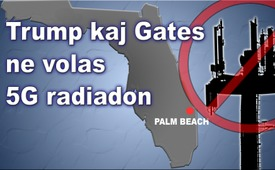 Trump kaj Gates
ne volas
5G radiadon
PALM BEACH